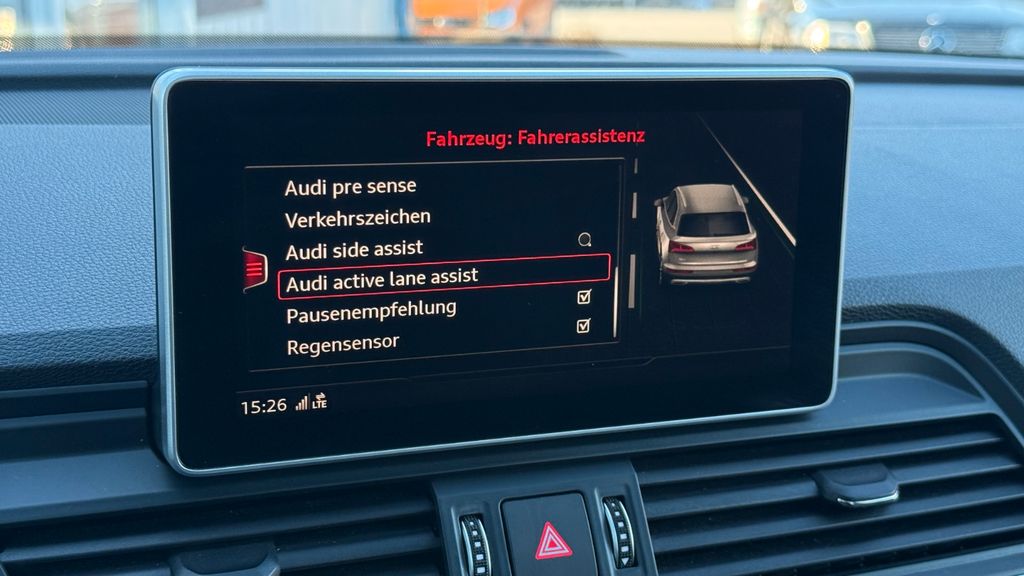 Fahrzeug: Fahrerassistenz
Audi pre sense
Verkehrszeichen
Audi side assist
Audi active lane assist
Pausenempfehlung
Regensensor
15:26 LTE